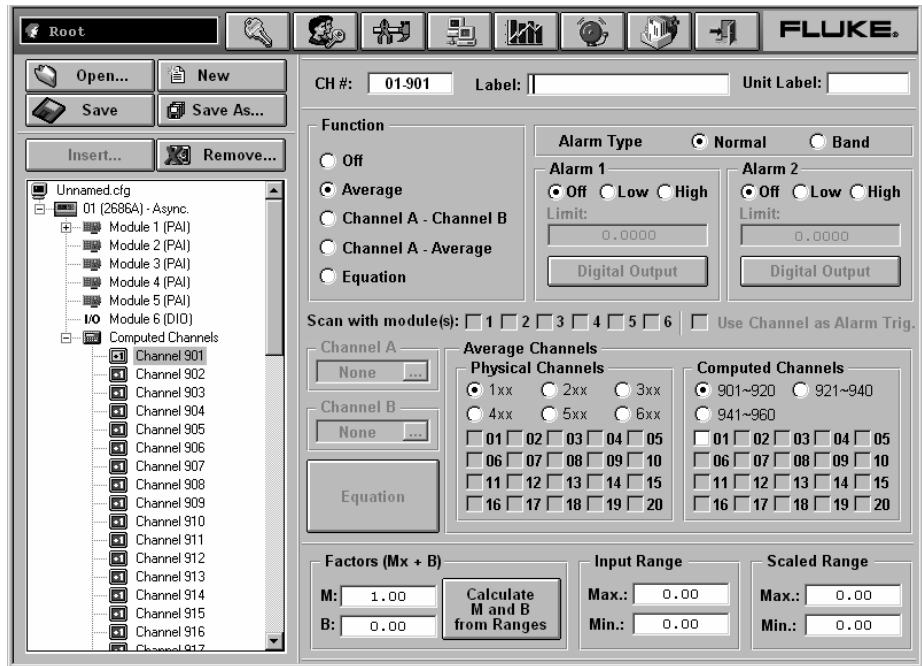 Root
FLUKE®
Open... New
Save Save As...
Insert... Remove...
Unnamed.cfg
01 (2686A) - Async.
Module 1 (PAI)
Module 2 (PAI)
Module 3 (PAI)
Module 4 (PAI)
Module 5 (PAI)
I/O Module 6 (DIO)
Computed Channels
Channel 901
Channel 902
Channel 903
Channel 904
Channel 905
Channel 906
Channel 907
Channel 908
Channel 909
Channel 910
Channel 911
Channel 912
Channel 913
Channel 914
Channel 915
Channel 916
Channel 917
CH #: 01-901 Label: Unit Label:
Function
Off
Average
Channel A - Channel B
Channel A - Average
Equation
Alarm Type Normal Band
Alarm 1
Off Low High
Limit:
0.0000
Digital Output
Alarm 2
Off Low High
Limit:
0.0000
Digital Output
Scan with module(s): 1 2 3 4 5 6 Use Channel as Alarm Trig.
Channel A
None ...
Channel B
None ...
Equation
Average Channels
Physical Channels
1xx 2xx 3xx
4xx 5xx 6xx
01 02 03 04 05
06 07 08 09 10
11 12 13 14 15
16 17 18 19 20
Computed Channels
901~920 921~940
941~960
01 02 03 04 05
06 07 08 09 10
11 12 13 14 15
16 17 18 19 20
Factors (Mx + B)
M: 1.00
B: 0.00
Calculate
M and B
from Ranges
Input Range
Max.: 0.00
Min.: 0.00
Scaled Range
Max.: 0.00
Min.: 0.00